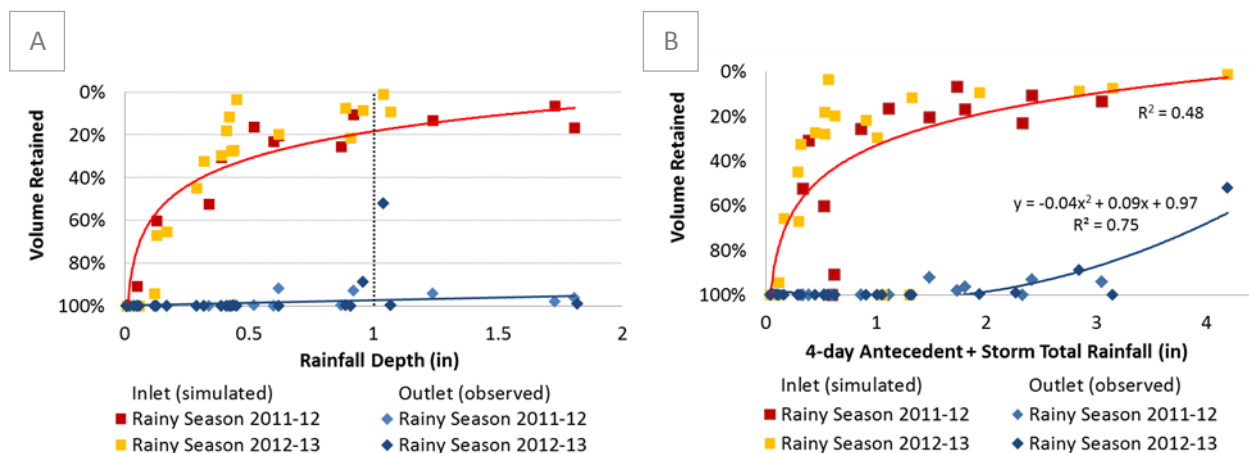 A
Volume Retained
0%
20%
40%
60%
80%
100%
0
0.5
1
1.5
2
Rainfall Depth (in)
Inlet (simulated)
Outlet (observed)
Rainy Season 2011-12
Rainy Season 2011-12
Rainy Season 2012-13
Rainy Season 2012-13
B
Volume Retained
0%
20%
40%
60%
80%
100%
R² = 0.48
y = -0.04x² + 0.09x + 0.97
R² = 0.75
0
1
2
3
4
4-day Antecedent + Storm Total Rainfall (in)
Inlet (simulated)
Outlet (observed)
Rainy Season 2011-12
Rainy Season 2011-12
Rainy Season 2012-13
Rainy Season 2012-13